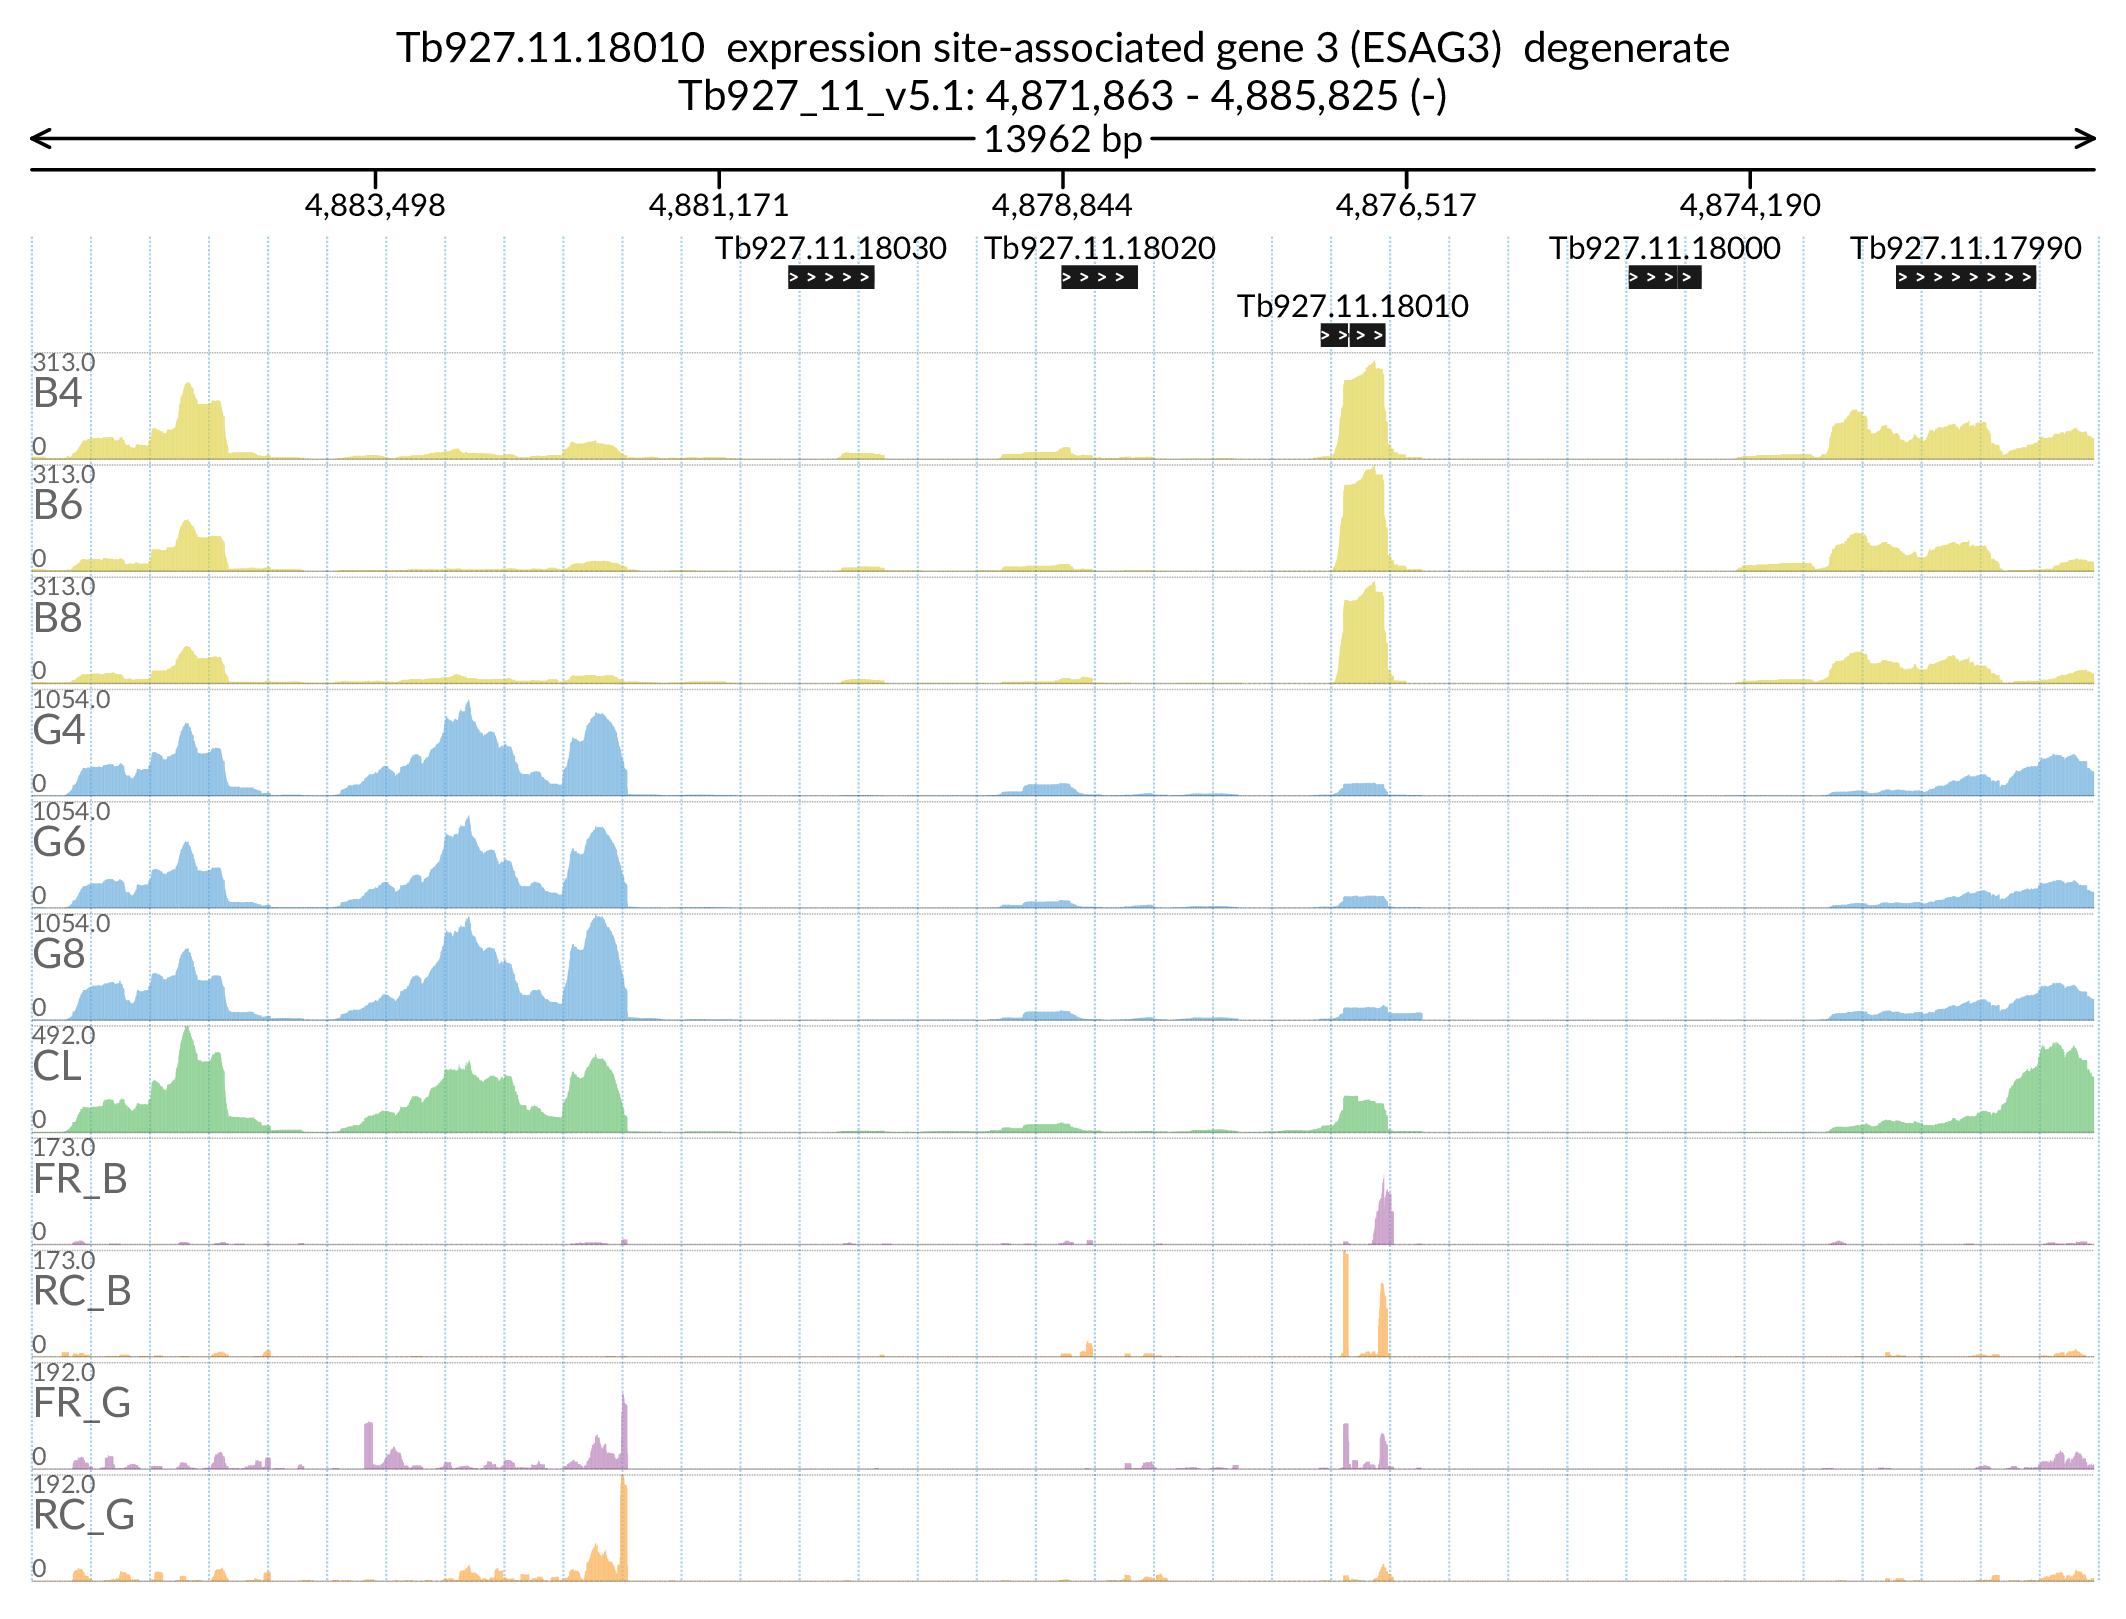 Tb927.11.18010  expression site-associated gene 3 (ESAG3)  degenerate
Tb927_11_v5.1: 4,871,863 - 4,885,825 (-)
13962 bp
4,883,498 4,881,171 4,878,844 4,876,517 4,874,190
Tb927.11.18030 Tb927.11.18020 Tb927.11.18000 Tb927.11.17990
Tb927.11.18010
313.0
B4
0
313.0
B6
0
313.0
B8
0
1054.0
G4
0
1054.0
G6
0
1054.0
G8
0
492.0
CL
0
173.0
FR_B
0
173.0
RC_B
0
192.0
FR_G
0
192.0
RC_G
0